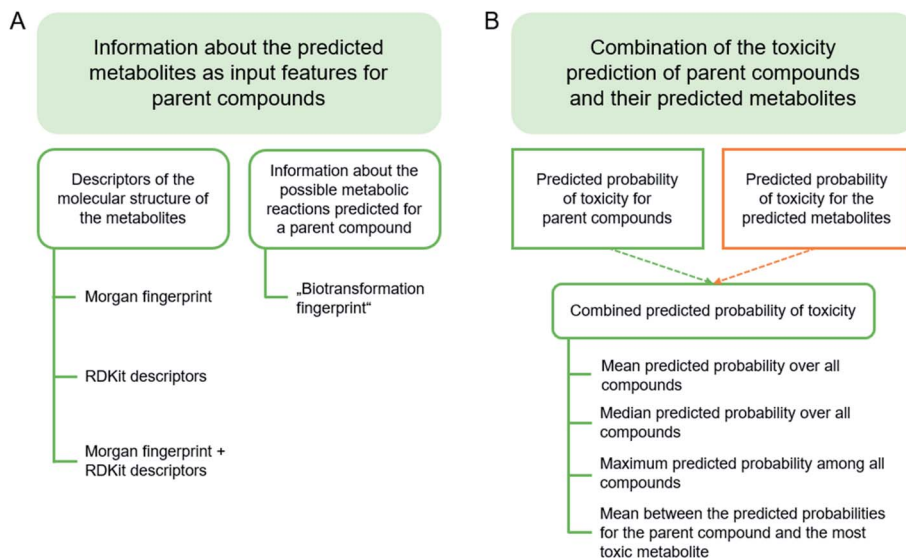 A
Information about the predicted
metabolites as input features for
parent compounds
Descriptors of the
molecular structure of
the metabolites
Morgan fingerprint
RDKit descriptors
Morgan fingerprint +
RDKit descriptors
Information about the
possible metabolic
reactions predicted for
a parent compound
„Biotransformation
fingerprint“
B
Combination of the toxicity
prediction of parent compounds
and their predicted metabolites
Predicted probability
of toxicity for
parent compounds
Predicted probability
of toxicity for the
predicted metabolites
Combined predicted probability of toxicity
Mean predicted probability over all
compounds
Median predicted probability over all
compounds
Maximum predicted probability among all
compounds
Mean between the predicted probabilities
for the parent compound and the most
toxic metabolite